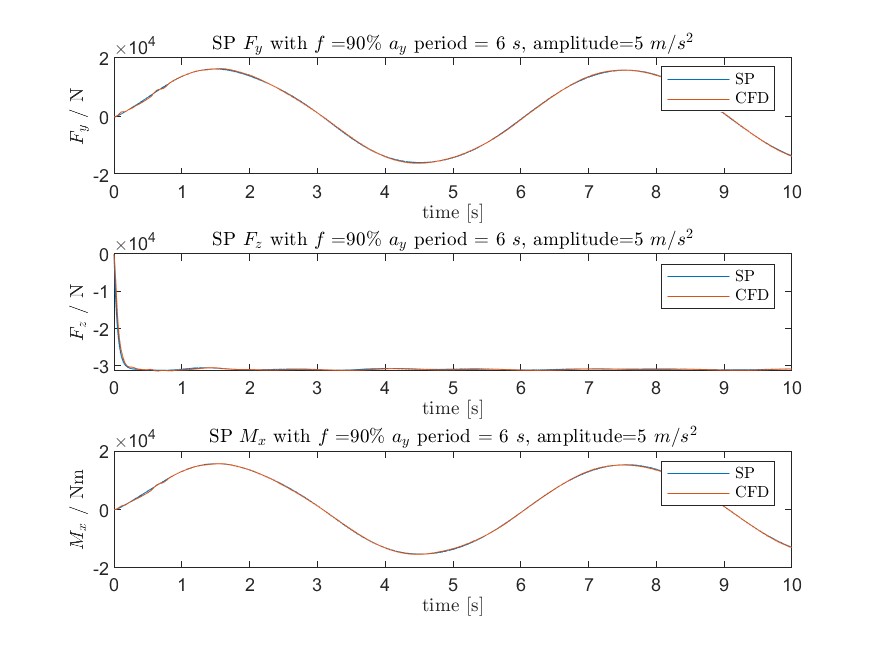 SP F_y with f =90% a_y period = 6 s, amplitude=5 m/s^2
×10^4
2
0
-2
F_y / N
0 1 2 3 4 5 6 7 8 9 10
time [s]
SP
CFD
SP F_z with f =90% a_y period = 6 s, amplitude=5 m/s^2
×10^4
0
-1
-2
-3
F_z / N
0 1 2 3 4 5 6 7 8 9 10
time [s]
SP
CFD
SP M_x with f =90% a_y period = 6 s, amplitude=5 m/s^2
×10^4
2
0
-2
M_x / Nm
0 1 2 3 4 5 6 7 8 9 10
time [s]
SP
CFD